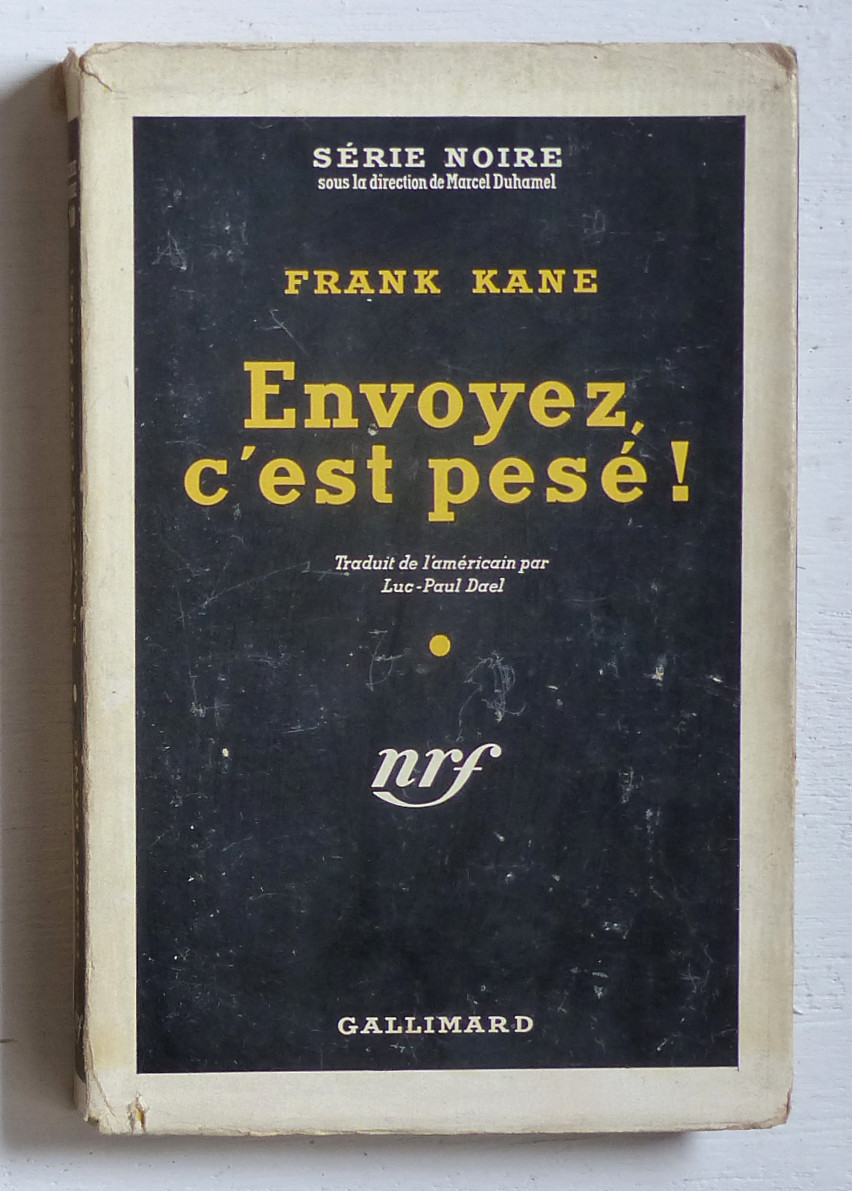 SÉRIE NOIRE
sous la direction de Marcel Duhamel
FRANK KANE
Envoyez,
c'est pesé !
Traduit de l'américain par
Luc-Paul Dael
nrf
GALLIMARD